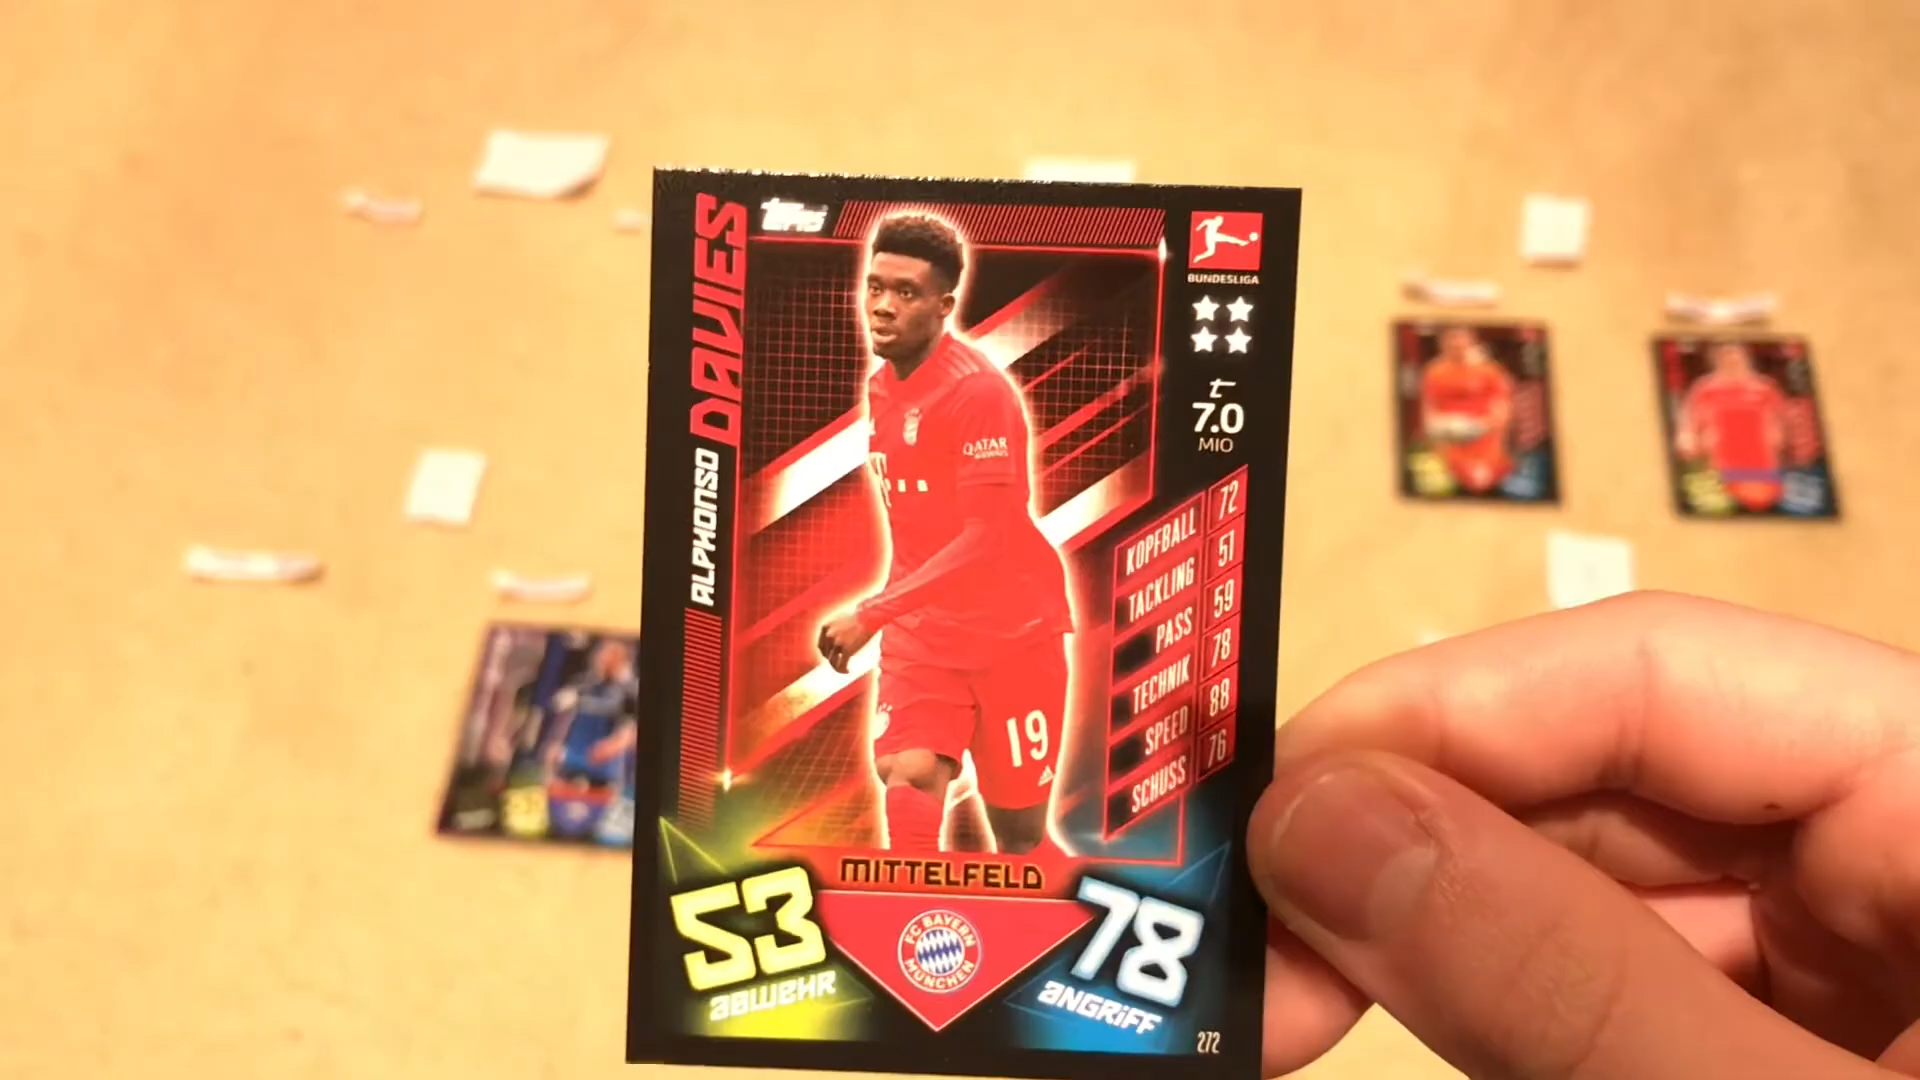 Topps
BUNDESLIGA
ALPHONSO DAVIES
7.0
MIO
QATAR
AIRWAYS
KOPFBALL 72
TACKLING 51
PASS 59
TECHNIK 78
SPEED 88
SCHUSS 76
19
MITTELFELD
53
ABWEHR
FC BAYERN
MÜNCHEN
78
ANGRIFF
272